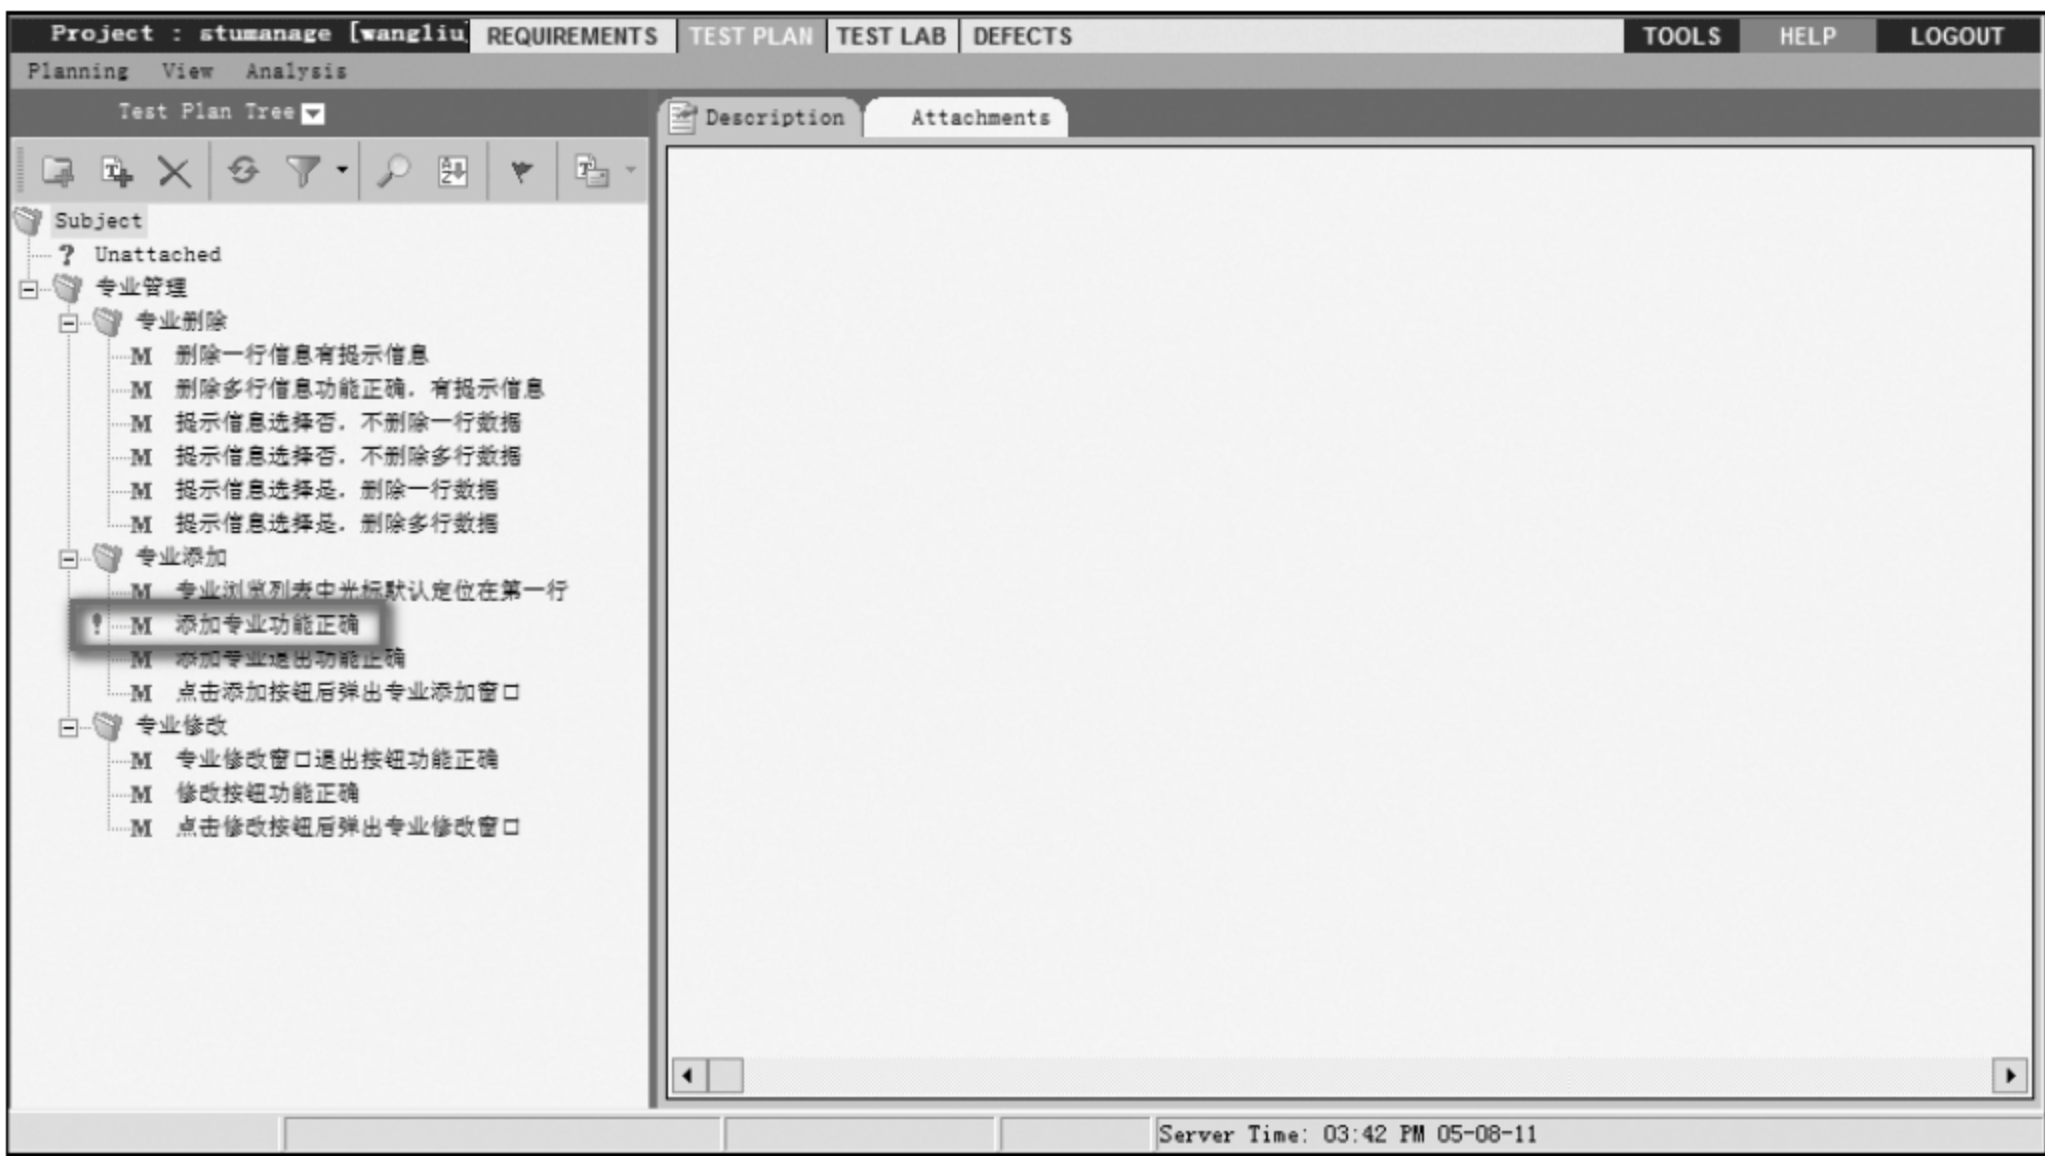 Project : stumanage [wangliu
REQUIREMENTS
TEST PLAN
TEST LAB
DEFECTS
TOOLS
HELP
LOGOUT
Planning View Analysis
Test Plan Tree
Description
Attachments
Subject
? Unattached
专业管理
专业删除
M 删除一行信息有提示信息
M 删除多行信息功能正确，有提示信息
M 提示信息选择否，不删除一行数据
M 提示信息选择否，不删除多行数据
M 提示信息选择是，删除一行数据
M 提示信息选择是，删除多行数据
专业添加
M 专业浏览列表中光标默认定位在第一行
! M 添加专业功能正确
M 添加专业退出功能正确
M 点击添加按钮后弹出专业添加窗口
专业修改
M 专业修改窗口退出按钮功能正确
M 修改按钮功能正确
M 点击修改按钮后弹出专业修改窗口
Server Time: 03:42 PM 05-08-11